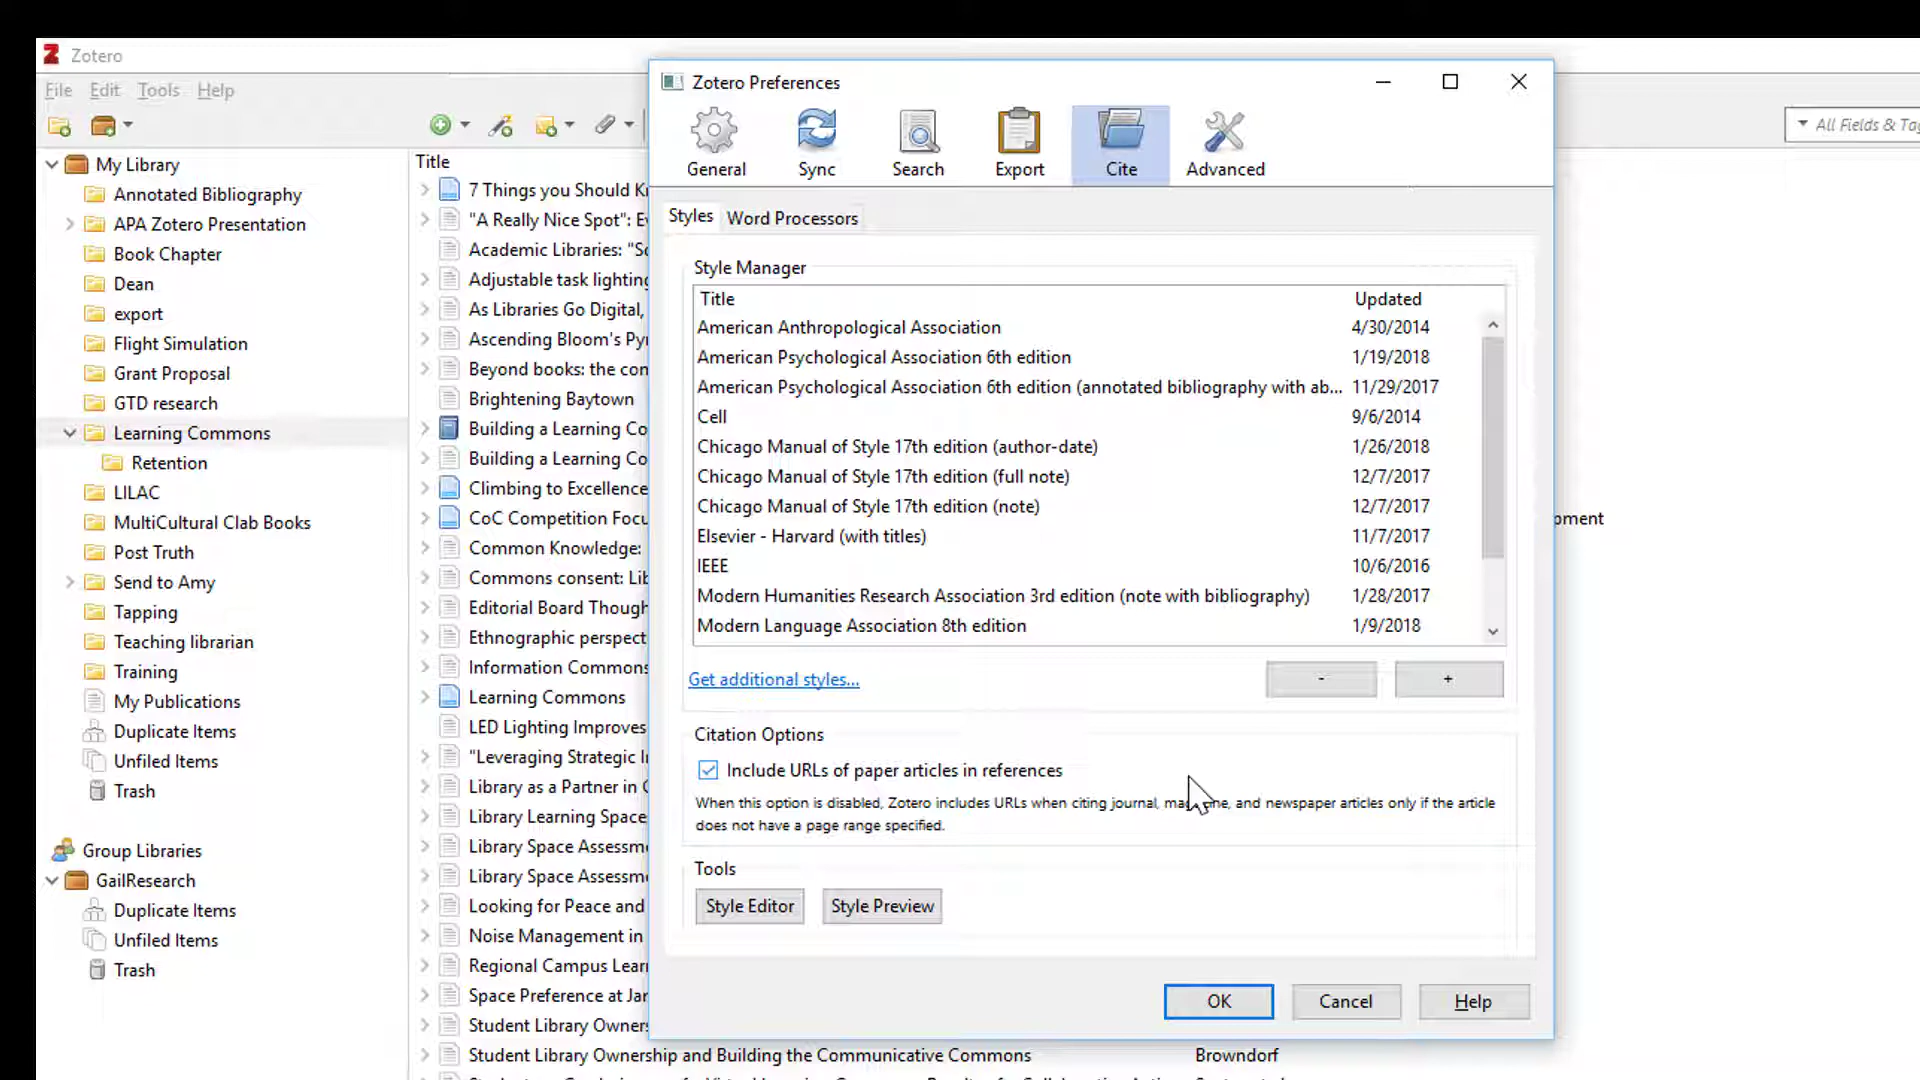 Zotero
File Edit Tools Help
All Fields & Ta
My Library
Annotated Bibliography
APA Zotero Presentation
Book Chapter
Dean
export
Flight Simulation
Grant Proposal
GTD research
Learning Commons
Retention
LILAC
MultiCultural Clab Books
Post Truth
Send to Amy
Tapping
Teaching librarian
Training
My Publications
Duplicate Items
Unfiled Items
Trash
Group Libraries
GailResearch
Duplicate Items
Unfiled Items
Trash
Title
7 Things you Should K
"A Really Nice Spot": E
Academic Libraries: "S
Adjustable task lighting
As Libraries Go Digital,
Ascending Bloom's Py
Beyond books: the con
Brightening Baytown
Building a Learning Co
Building a Learning Co
Climbing to Excellence
CoC Competition Focu
Common Knowledge:
Commons consent: Lib
Editorial Board Though
Ethnographic perspect
Information Commons
Learning Commons
LED Lighting Improves
"Leveraging Strategic I
Library as a Partner in
Library Learning Space
Library Space Assessm
Library Space Assessm
Looking for Peace and
Noise Management in
Regional Campus Lear
Space Preference at Jar
Student Library Owners
Student Library Ownership and Building the Communicative Commons Browndorf
pment
Zotero Preferences
General Sync Search Export Cite Advanced
Styles Word Processors
Style Manager
Title Updated
American Anthropological Association 4/30/2014
American Psychological Association 6th edition 1/19/2018
American Psychological Association 6th edition (annotated bibliography with ab... 11/29/2017
Cell 9/6/2014
Chicago Manual of Style 17th edition (author-date) 1/26/2018
Chicago Manual of Style 17th edition (full note) 12/7/2017
Chicago Manual of Style 17th edition (note) 12/7/2017
Elsevier - Harvard (with titles) 11/7/2017
IEEE 10/6/2016
Modern Humanities Research Association 3rd edition (note with bibliography) 1/28/2017
Modern Language Association 8th edition 1/9/2018
Get additional styles... - +
Citation Options
Include URLs of paper articles in references
When this option is disabled, Zotero includes URLs when citing journal, magazine, and newspaper articles only if the article
does not have a page range specified.
Tools
Style Editor Style Preview
OK Cancel Help